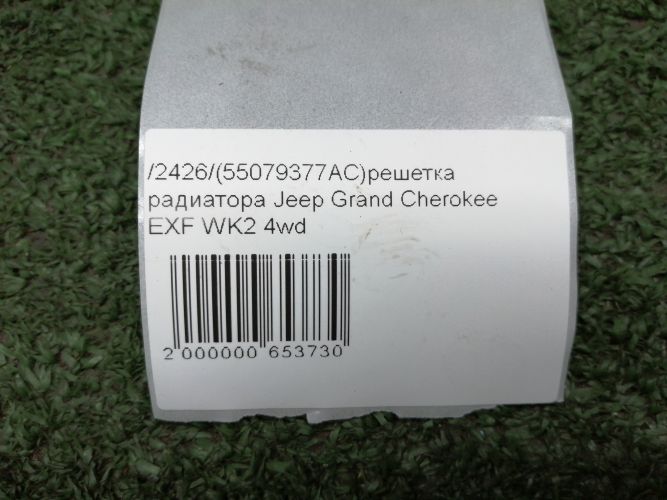 /2426/(55079377AC)решетка
радиатора Jeep Grand Cherokee
EXF WK2 4wd
2 000000 653730